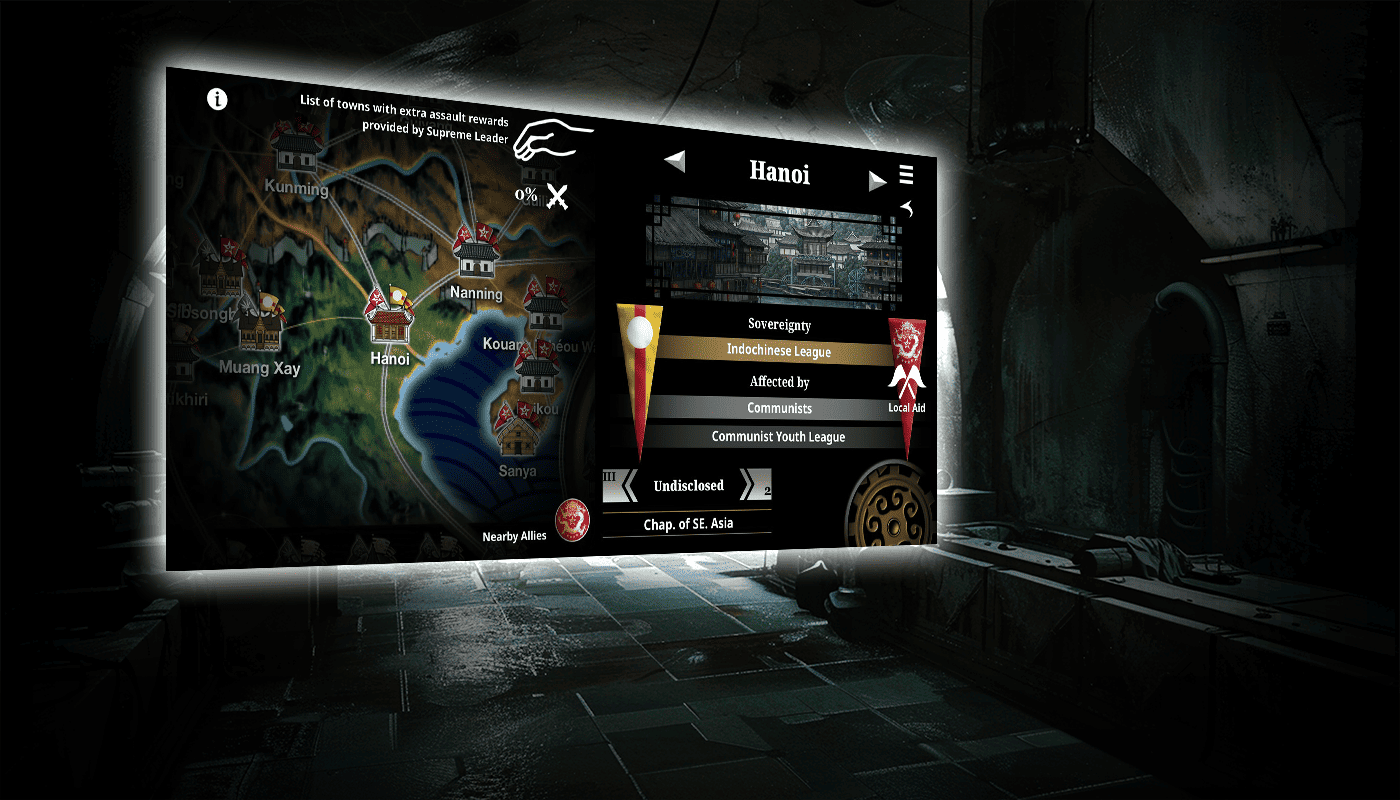 i
List of towns with extra assault rewards
provided by Supreme Leader
0%
Kunming
Nanning
Hanoi
Muang Xay
Sanya
Nearby Allies
Hanoi
Sovereignty
Indochinese League
Affected by
Communists
Communist Youth League
Local Aid
III
Undisclosed
2
Chap. of SE. Asia